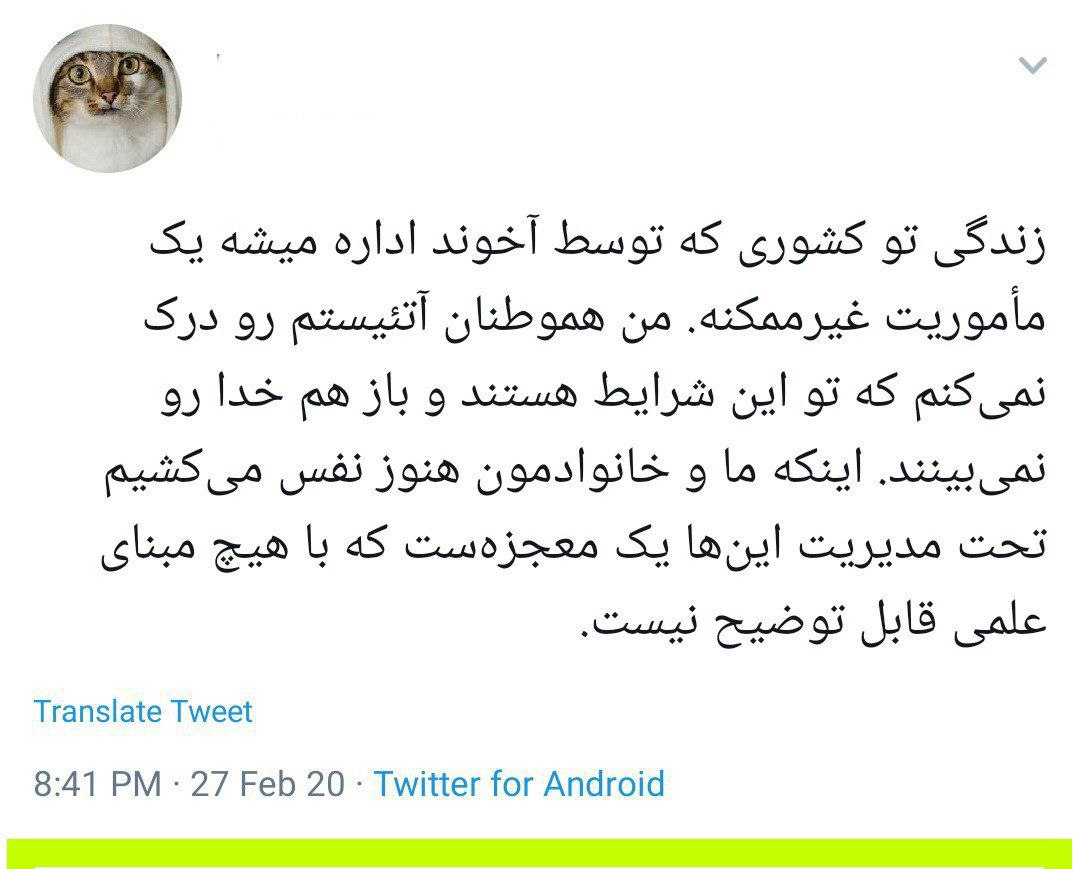 زندگی تو کشوری که توسط آخوند اداره میشه یک
مأموریت غیرممکنه. من هموطنان آتئیستم رو درک
نمی‌کنم که تو این شرایط هستند و باز هم خدا رو
نمی‌بینند. اینکه ما و خانوادمون هنوز نفس می‌کشیم
تحت مدیریت این‌ها یک معجزه‌ست که با هیچ مبنای
علمی قابل توضیح نیست.
Translate Tweet
8:41 PM · 27 Feb 20 · Twitter for Android